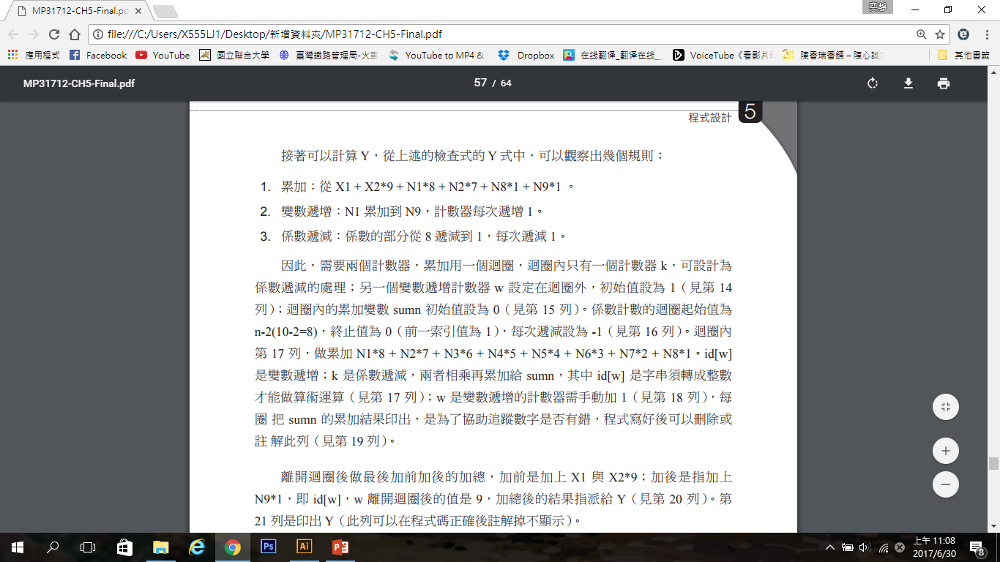 MP31712-CH5-Final.pd
奕靜
file:///C:/Users/X555LJ1/Desktop/新增資料夾/MP31712-CH5-Final.pdf
應用程式 Facebook YouTube 國立聯合大學 臺灣鐵路管理局-火車 YouTube to MP4 & Dropbox 在线翻译_翻译在线_ VoiceTube《看影片 陳香瑞香鋪 – 陳心誠 其他書籤
MP31712-CH5-Final.pdf 57 / 64
程式設計 5
接著可以計算 Y，從上述的檢查式的 Y 式中，可以觀察出幾個規則：
1. 累加：從 X1 + X2*9 + N1*8 + N2*7 + N8*1 + N9*1 。
2. 變數遞增：N1 累加到 N9，計數器每次遞增 1。
3. 係數遞減：係數的部分從 8 遞減到 1，每次遞減 1。
因此，需要兩個計數器，累加用一個迴圈，迴圈內只有一個計數器 k，可設計為
係數遞減的處理；另一個變數遞增計數器 w 設定在迴圈外，初始值設為 1（見第 14
列）；迴圈內的累加變數 sumn 初始值設為 0（見第 15 列）。係數計數的迴圈起始值為
n-2(10-2=8)，終止值為 0（前一索引值為 1），每次遞減設為 -1（見第 16 列）。迴圈內
第 17 列，做累加 N1*8 + N2*7 + N3*6 + N4*5 + N5*4 + N6*3 + N7*2 + N8*1。id[w]
是變數遞增；k 是係數遞減，兩者相乘再累加給 sumn，其中 id[w] 是字串須轉成整數
才能做算術運算（見第 17 列）；w 是變數遞增的計數器需手動加 1（見第 18 列），每
圈 把 sumn 的累加結果印出，是為了協助追蹤數字是否有錯，程式寫好後可以刪除或
註 解此列（見第 19 列）。
離開迴圈後做最後加前加後的加總，加前是加上 X1 與 X2*9；加後是指加上
N9*1，即 id[w]，w 離開迴圈後的值是 9，加總後的結果指派給 Y（見第 20 列）。第
21 列是印出 Y（此列可以在程式碼正確後註解掉不顯示）。
Ps Ai
上午 11:08
2017/6/30
8